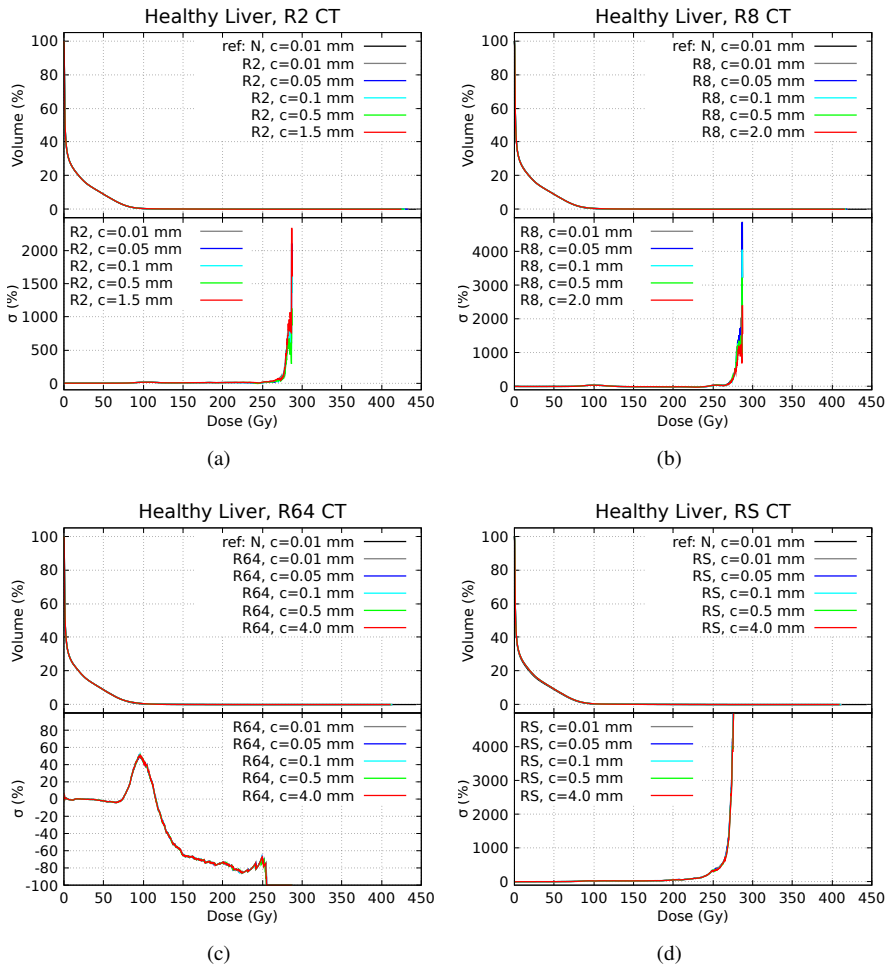 Healthy Liver, R2 CT
100
80
60
40
20
0
Volume (%)
ref: N, c=0.01 mm
R2, c=0.01 mm
R2, c=0.05 mm
R2, c=0.1 mm
R2, c=0.5 mm
R2, c=1.5 mm
2000
1500
1000
500
0
σ (%)
R2, c=0.01 mm
R2, c=0.05 mm
R2, c=0.1 mm
R2, c=0.5 mm
R2, c=1.5 mm
0 50 100 150 200 250 300 350 400 450
Dose (Gy)
(a)
Healthy Liver, R8 CT
100
80
60
40
20
0
Volume (%)
ref: N, c=0.01 mm
R8, c=0.01 mm
R8, c=0.05 mm
R8, c=0.1 mm
R8, c=0.5 mm
R8, c=2.0 mm
4000
3000
2000
1000
0
σ (%)
R8, c=0.01 mm
R8, c=0.05 mm
R8, c=0.1 mm
R8, c=0.5 mm
R8, c=2.0 mm
0 50 100 150 200 250 300 350 400 450
Dose (Gy)
(b)
Healthy Liver, R64 CT
100
80
60
40
20
0
Volume (%)
ref: N, c=0.01 mm
R64, c=0.01 mm
R64, c=0.05 mm
R64, c=0.1 mm
R64, c=0.5 mm
R64, c=4.0 mm
80
60
40
20
0
-20
-40
-60
-80
-100
σ (%)
R64, c=0.01 mm
R64, c=0.05 mm
R64, c=0.1 mm
R64, c=0.5 mm
R64, c=4.0 mm
0 50 100 150 200 250 300 350 400 450
Dose (Gy)
(c)
Healthy Liver, RS CT
100
80
60
40
20
0
Volume (%)
ref: N, c=0.01 mm
RS, c=0.01 mm
RS, c=0.05 mm
RS, c=0.1 mm
RS, c=0.5 mm
RS, c=4.0 mm
4000
3000
2000
1000
0
σ (%)
RS, c=0.01 mm
RS, c=0.05 mm
RS, c=0.1 mm
RS, c=0.5 mm
RS, c=4.0 mm
0 50 100 150 200 250 300 350 400 450
Dose (Gy)
(d)